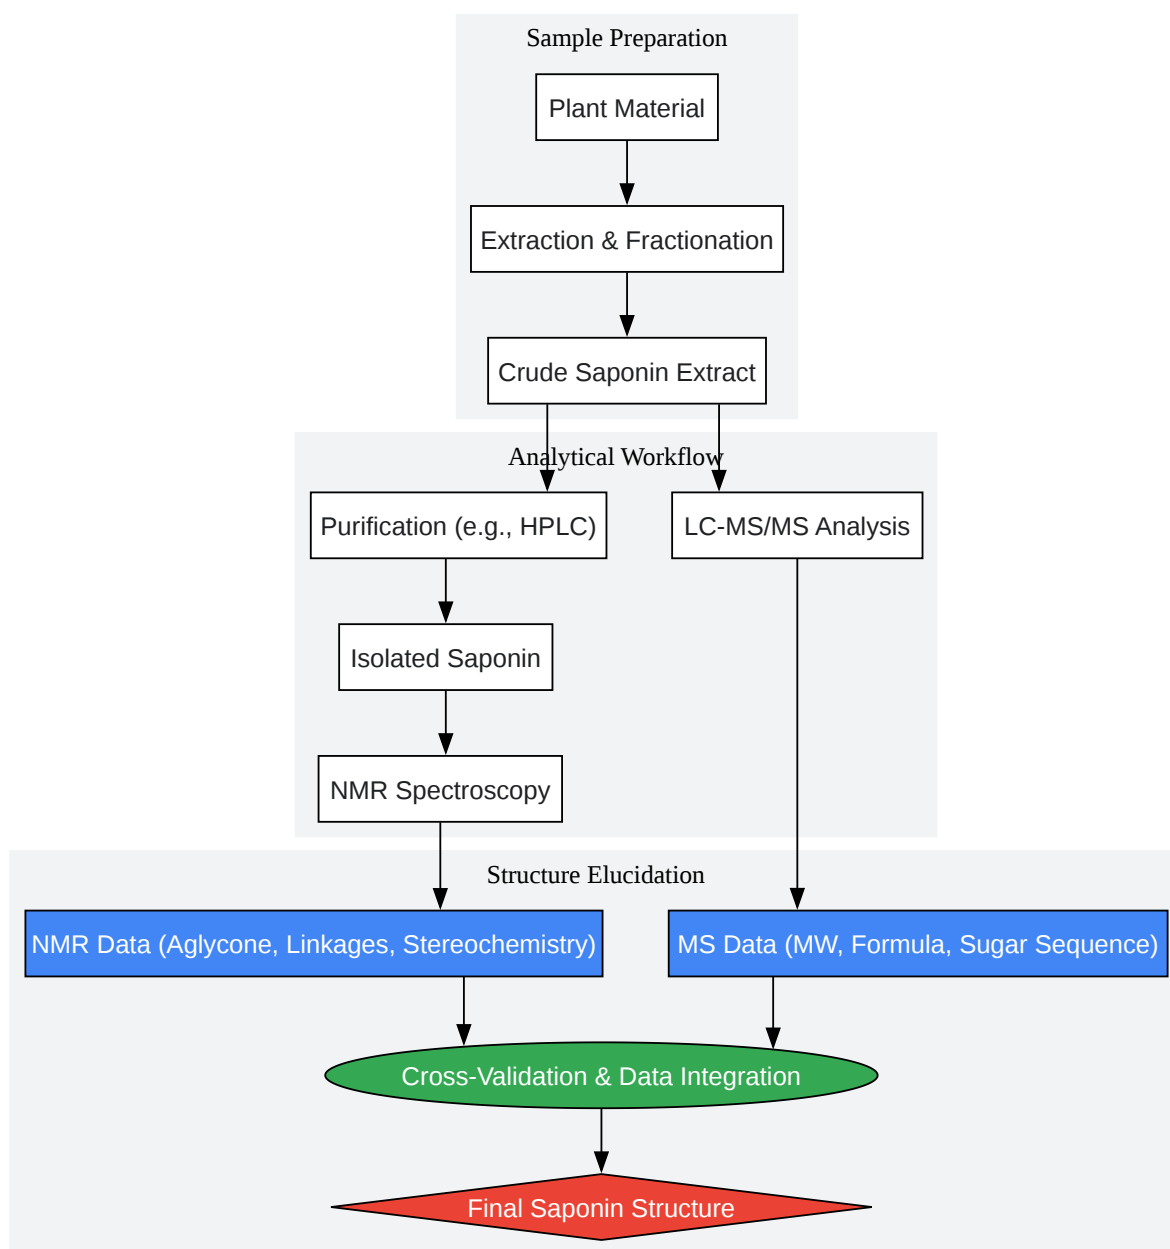 Sample Preparation
Plant Material
Extraction & Fractionation
Crude Saponin Extract
Analytical Workflow
Purification (e.g., HPLC)
LC-MS/MS Analysis
Isolated Saponin
NMR Spectroscopy
Structure Elucidation
NMR Data (Aglycone, Linkages, Stereochemistry)
MS Data (MW, Formula, Sugar Sequence)
Cross-Validation & Data Integration
Final Saponin Structure